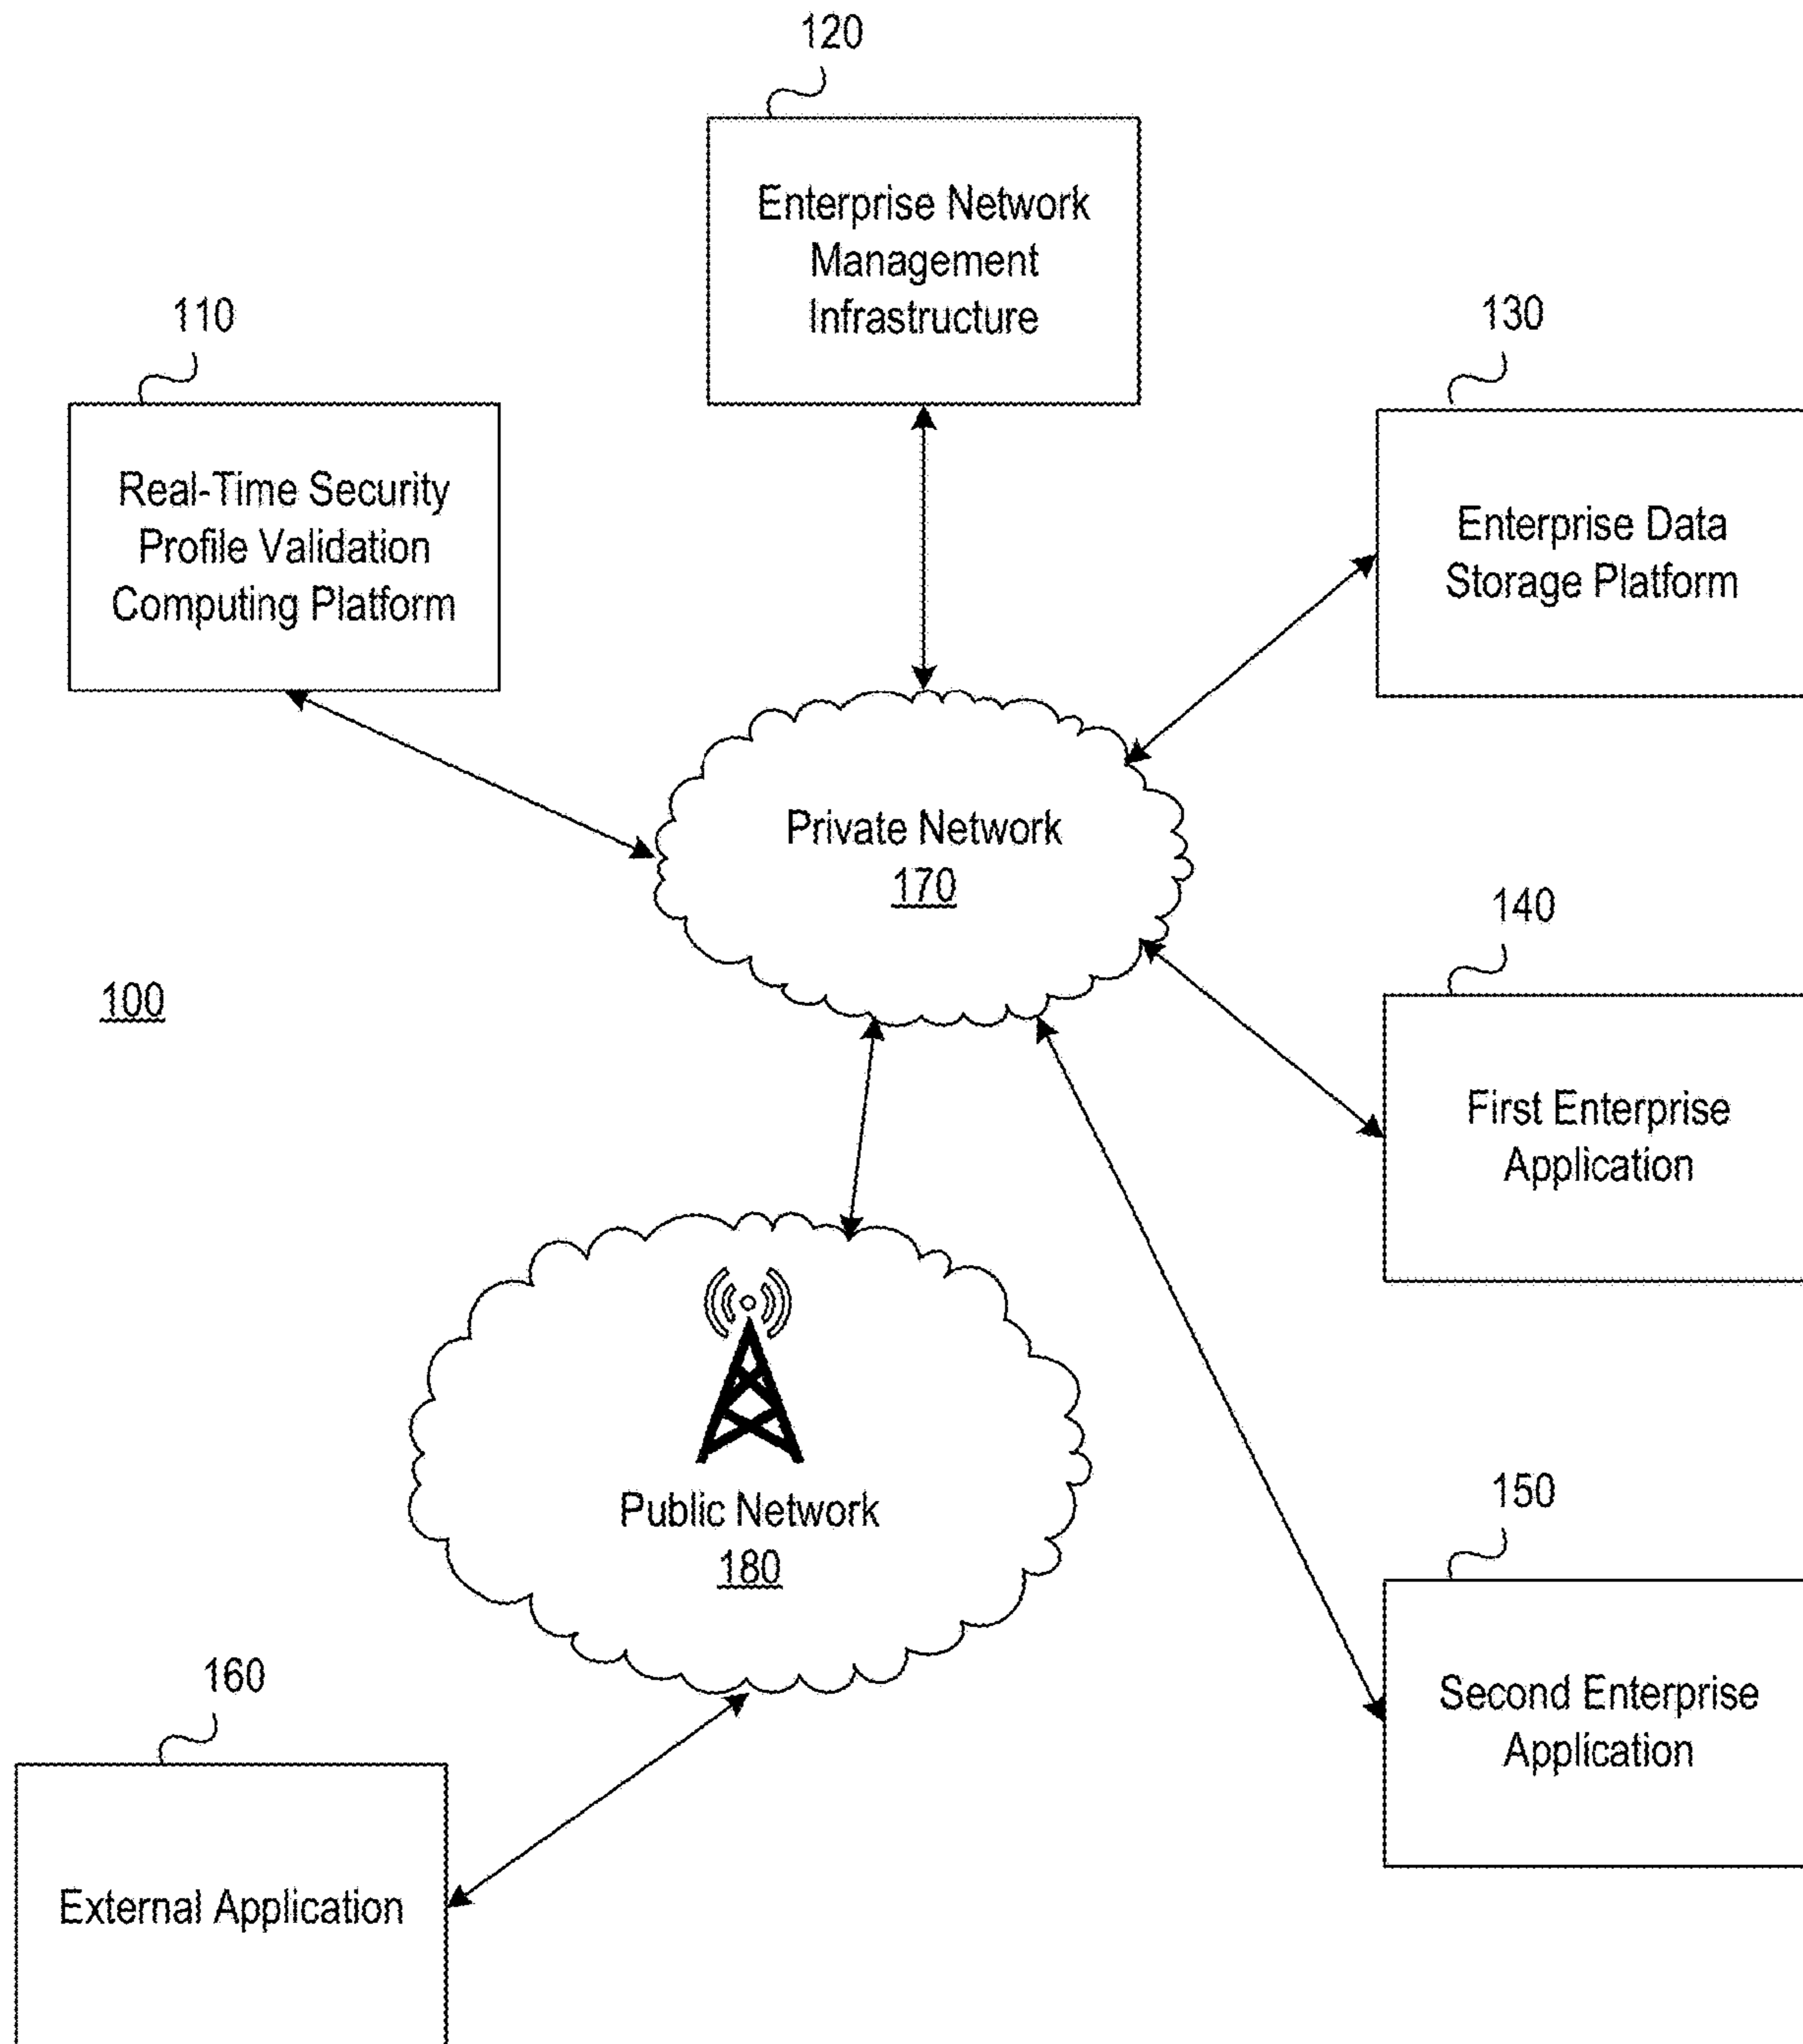 120
Enterprise Network
Management
Infrastructure
110
Real-Time Security
Profile Validation
Computing Platform
130
Enterprise Data
Storage Platform
Private Network
170
140
100
First Enterprise
Application
Public Network
180
150
Second Enterprise
Application
160
External Application